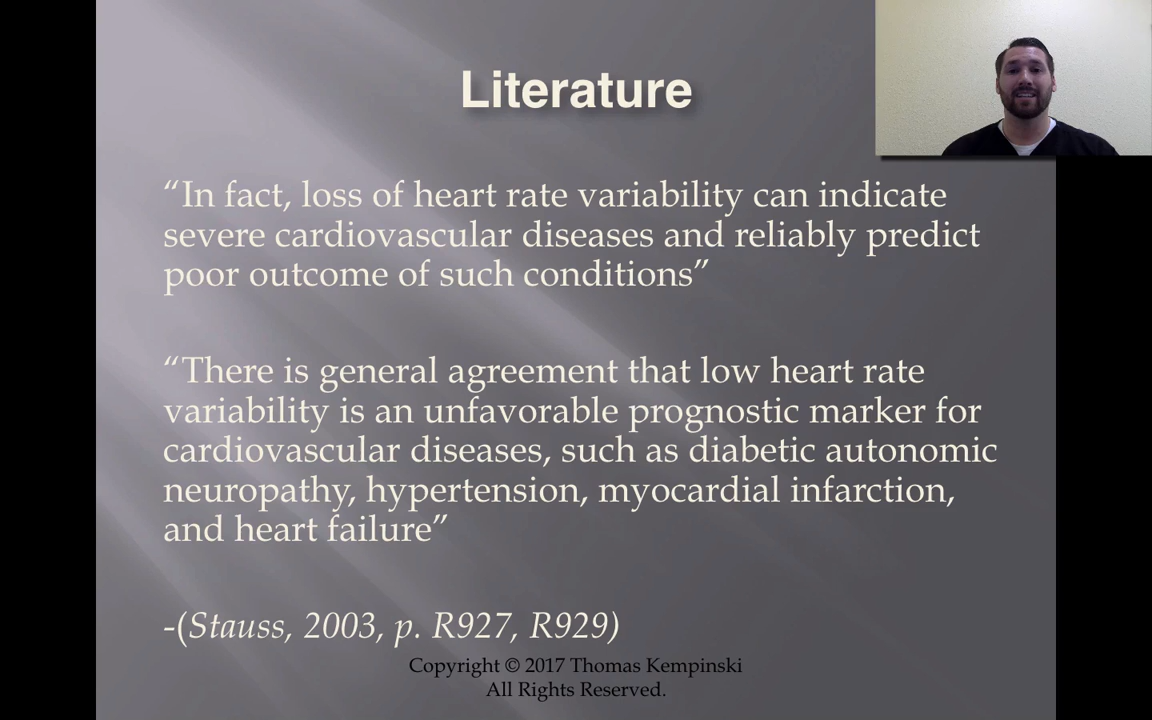 Literature
“In fact, loss of heart rate variability can indicate
severe cardiovascular diseases and reliably predict
poor outcome of such conditions”
“There is general agreement that low heart rate
variability is an unfavorable prognostic marker for
cardiovascular diseases, such as diabetic autonomic
neuropathy, hypertension, myocardial infarction,
and heart failure”
-(Stauss, 2003, p. R927, R929)
Copyright © 2017 Thomas Kempinski
All Rights Reserved.